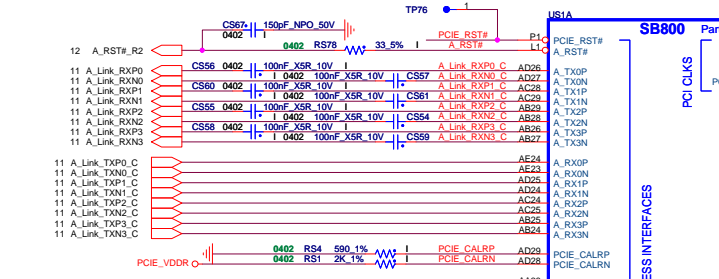 TP76 1
US1A
CS67 150pF_NPO_50V
0402 I
SB800 Par
PCIE_RST# P1 PCIE_RST#
12 A_RST#_R2 0402 RS78 33_5% I A_RST# L1 A_RST#
PCI CLKS
11 A_Link_RXP0 CS56 0402 100nF_X5R_10V A_Link_RXP0_C AD26 A_TX0P
11 A_Link_RXN0 I 0402 100nF_X5R_10V CS57 A_Link_RXN0_C AD27 A_TX0N
11 A_Link_RXP1 CS60 0402 100nF_X5R_10V I A_Link_RXP1_C AC28 A_TX1P
11 A_Link_RXN1 I 0402 100nF_X5R_10V CS61 A_Link_RXN1_C AC29 A_TX1N
11 A_Link_RXP2 CS55 0402 100nF_X5R_10V I A_Link_RXP2_C AB29 A_TX2P
11 A_Link_RXN2 I 0402 100nF_X5R_10V CS54 A_Link_RXN2_C AB28 A_TX2N
11 A_Link_RXP3 CS58 0402 100nF_X5R_10V I A_Link_RXP3_C AB26 A_TX3P
11 A_Link_RXN3 I 0402 100nF_X5R_10V CS59 A_Link_RXN3_C AB27 A_TX3N
11 A_Link_TXP0_C AE24 A_RX0P
11 A_Link_TXN0_C AE23 A_RX0N
11 A_Link_TXP1_C AD25 A_RX1P
11 A_Link_TXN1_C AD24 A_RX1N
11 A_Link_TXP2_C AC24 A_RX2P
11 A_Link_TXN2_C AC25 A_RX2N
11 A_Link_TXP3_C AB25 A_RX3P
11 A_Link_TXN3_C AB24 A_RX3N
ESS INTERFACES
0402 RS4 590_1% I PCIE_CALRP AD29 PCIE_CALRP
PCIE_VDDR 0402 RS1 2K_1% I PCIE_CALRN AD28 PCIE_CALRN